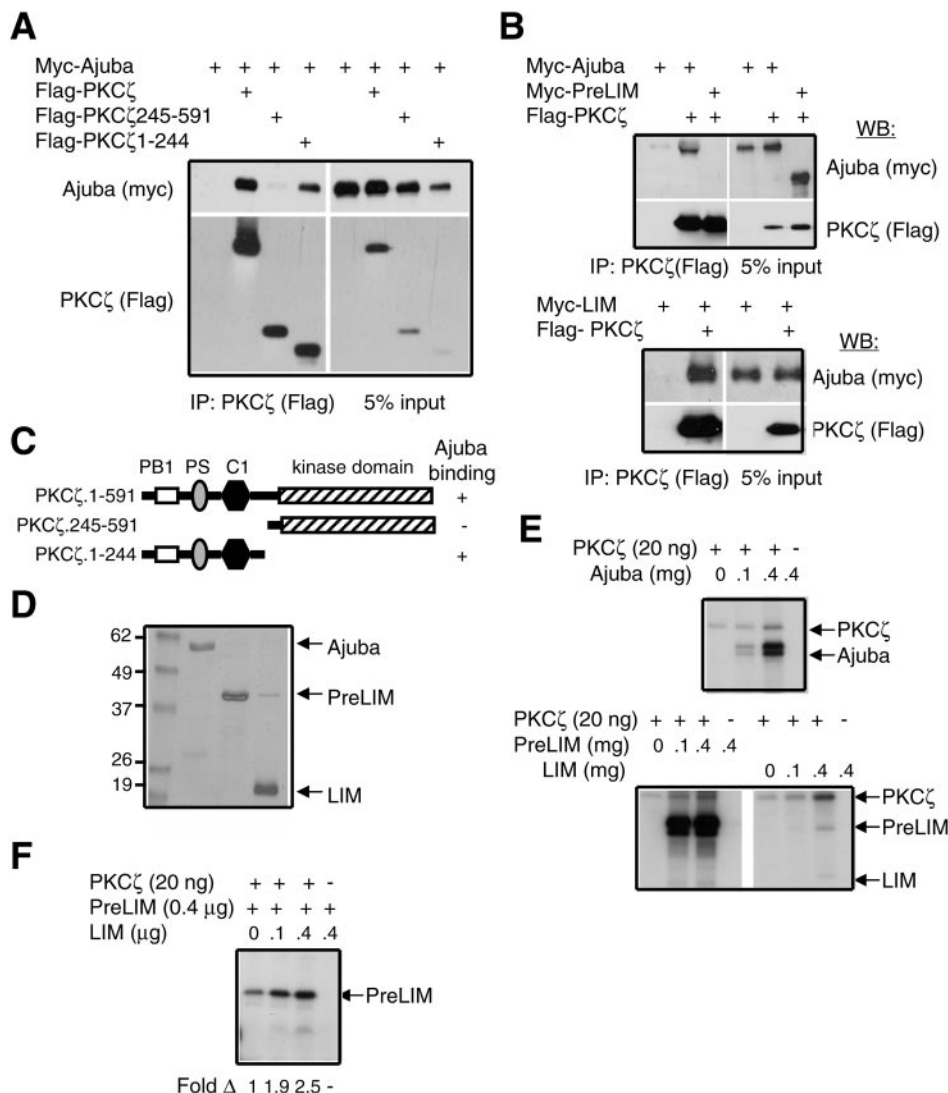 A
Myc-Ajuba + + + + + + + +
Flag-PKCζ + +
Flag-PKCζ245-591 + +
Flag-PKCζ1-244 + +
Ajuba (myc)
PKCζ (Flag)
IP: PKCζ (Flag) 5% input
B
Myc-Ajuba + + + +
Myc-PreLIM + +
Flag-PKCζ + + + +
WB:
Ajuba (myc)
PKCζ (Flag)
IP: PKCζ(Flag) 5% input
Myc-LIM + + + +
Flag- PKCζ + +
WB:
Ajuba (myc)
PKCζ (Flag)
IP: PKCζ (Flag) 5% input
C
PB1 PS C1 kinase domain Ajuba
binding
PKCζ.1-591 +
PKCζ.245-591 -
PKCζ.1-244 +
D
62
49
37
26
19
Ajuba
PreLIM
LIM
E
PKCζ (20 ng) + + + -
Ajuba (mg) 0 .1 .4 .4
PKCζ
Ajuba
PKCζ (20 ng) + + + - + + + -
PreLIM (mg) 0 .1 .4 .4
LIM (mg) 0 .1 .4 .4
PKCζ
PreLIM
LIM
F
PKCζ (20 ng) + + + -
PreLIM (0.4 μg) + + + +
LIM (μg) 0 .1 .4 .4
PreLIM
Fold Δ 1 1.9 2.5 -